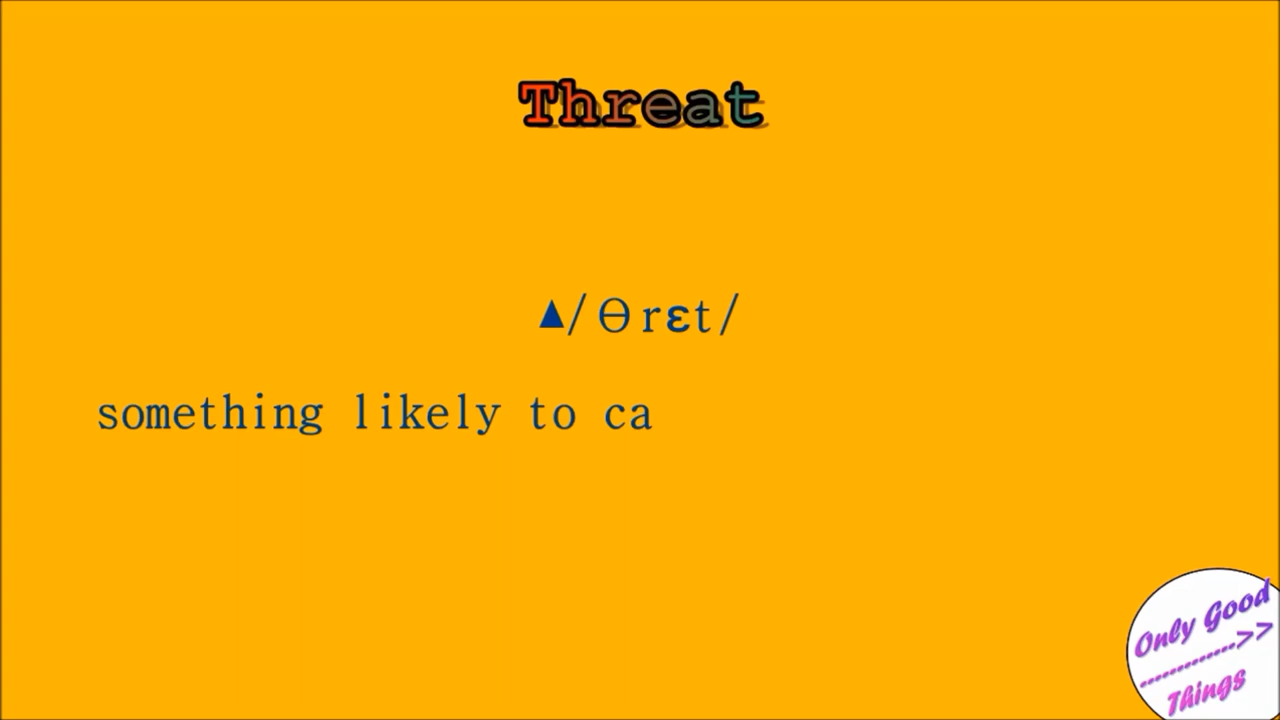 Threat
▲/θrɛt/
something likely to ca
Only Good
------------->>
Things